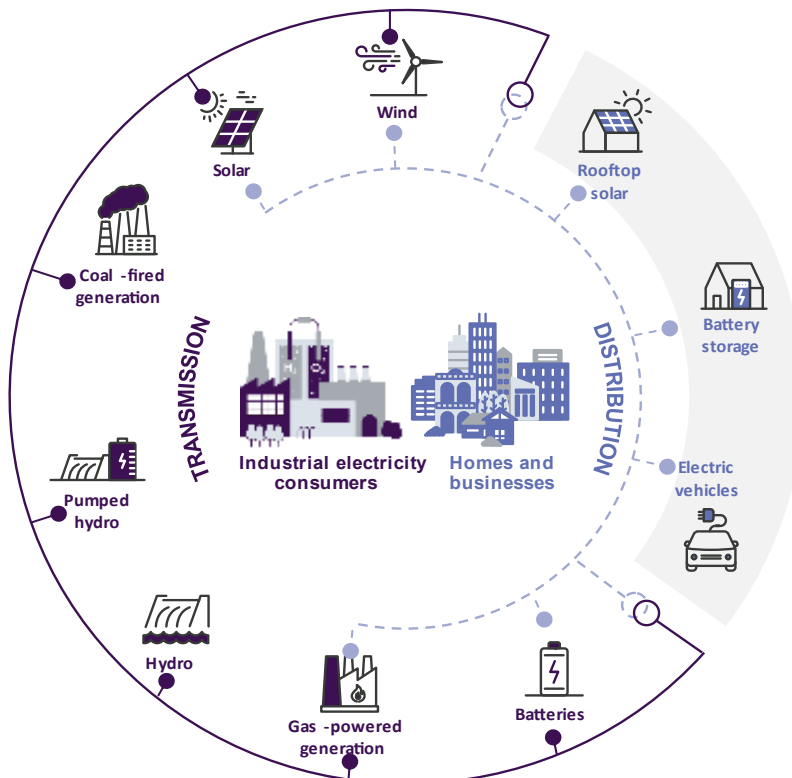 Wind
Solar
Rooftop
solar
Coal -fired
generation
Battery
storage
TRANSMISSION
DISTRIBUTION
Industrial electricity
consumers
Homes and
businesses
Electric
vehicles
Pumped
hydro
Hydro
Gas -powered
generation
Batteries